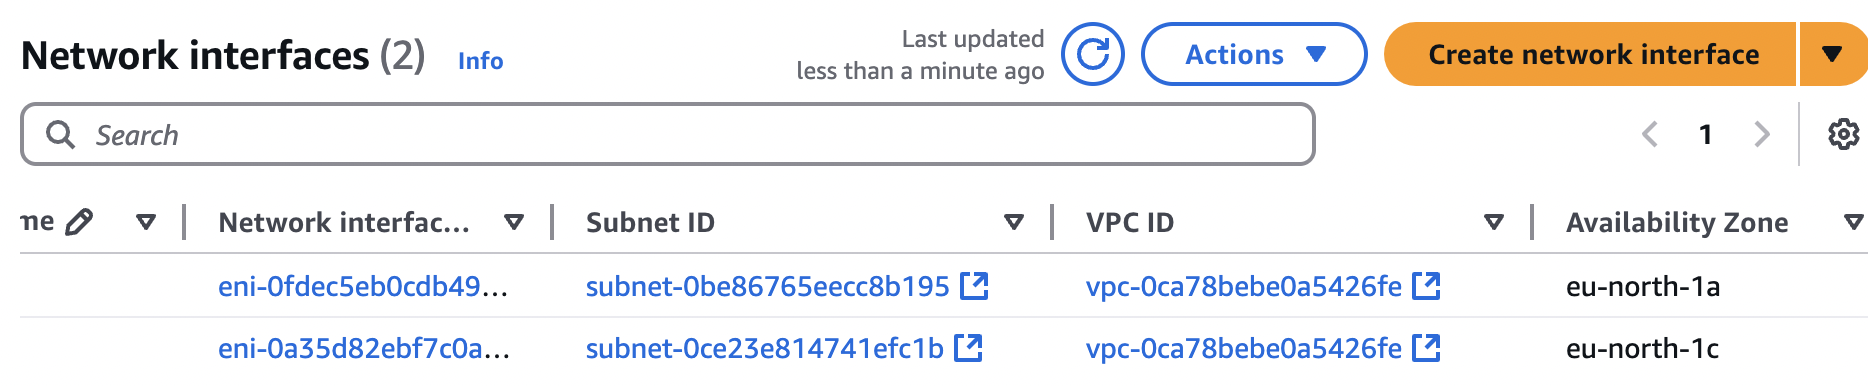 Network interfaces (2) Info
Last updated
less than a minute ago
Actions
Create network interface
Search
1
me Network interfac... Subnet ID VPC ID Availability Zone
eni-0fdec5eb0cdb49... subnet-0be86765eecc8b195 vpc-0ca78bebe0a5426fe eu-north-1a
eni-0a35d82ebf7c0a... subnet-0ce23e814741efc1b vpc-0ca78bebe0a5426fe eu-north-1c